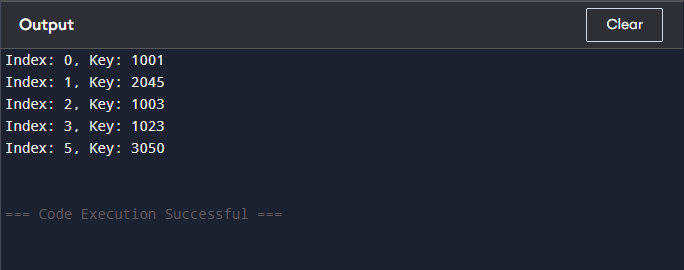 Output
Clear
Index: 0, Key: 1001
Index: 1, Key: 2045
Index: 2, Key: 1003
Index: 3, Key: 1023
Index: 5, Key: 3050
=== Code Execution Successful ===